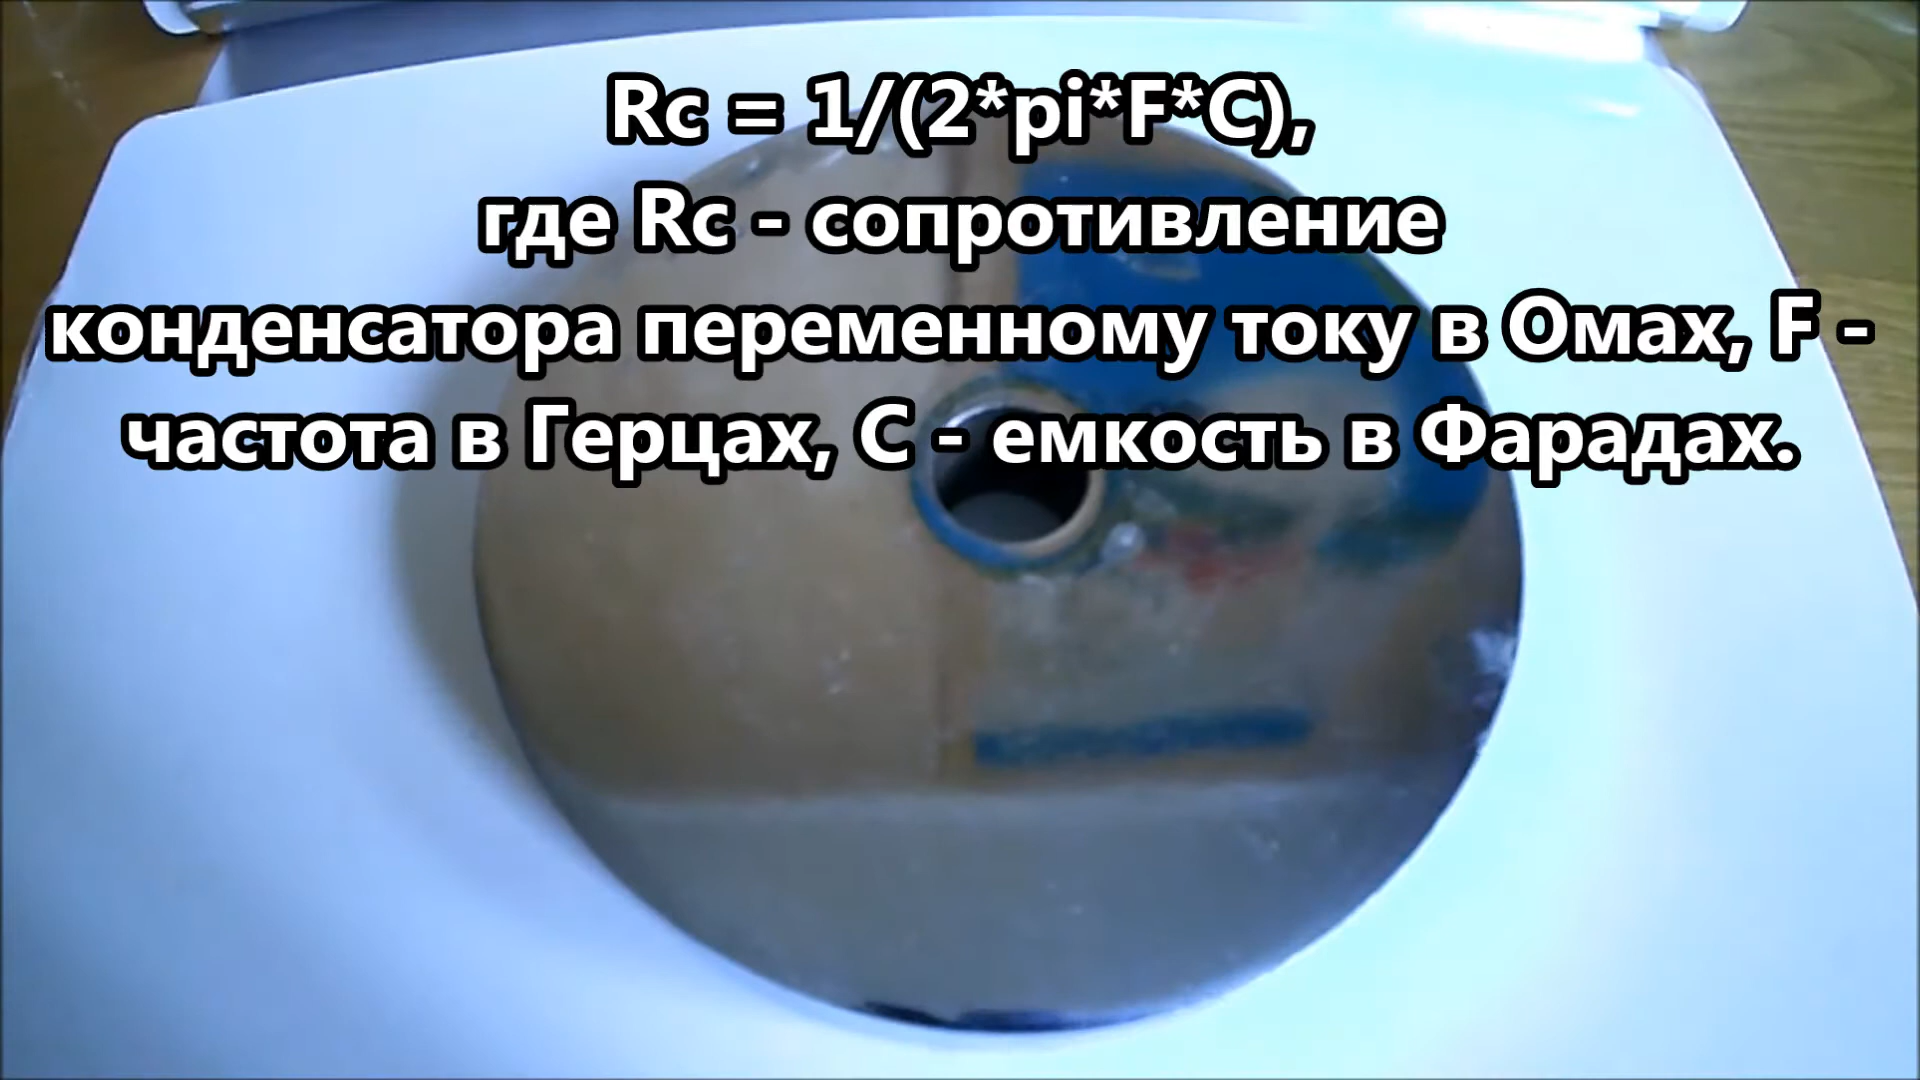 Rc = 1/(2*pi*F*C),
где Rc - сопротивление
конденсатора переменному току в Омах, F -
частота в Герцах, C - емкость в Фарадах.